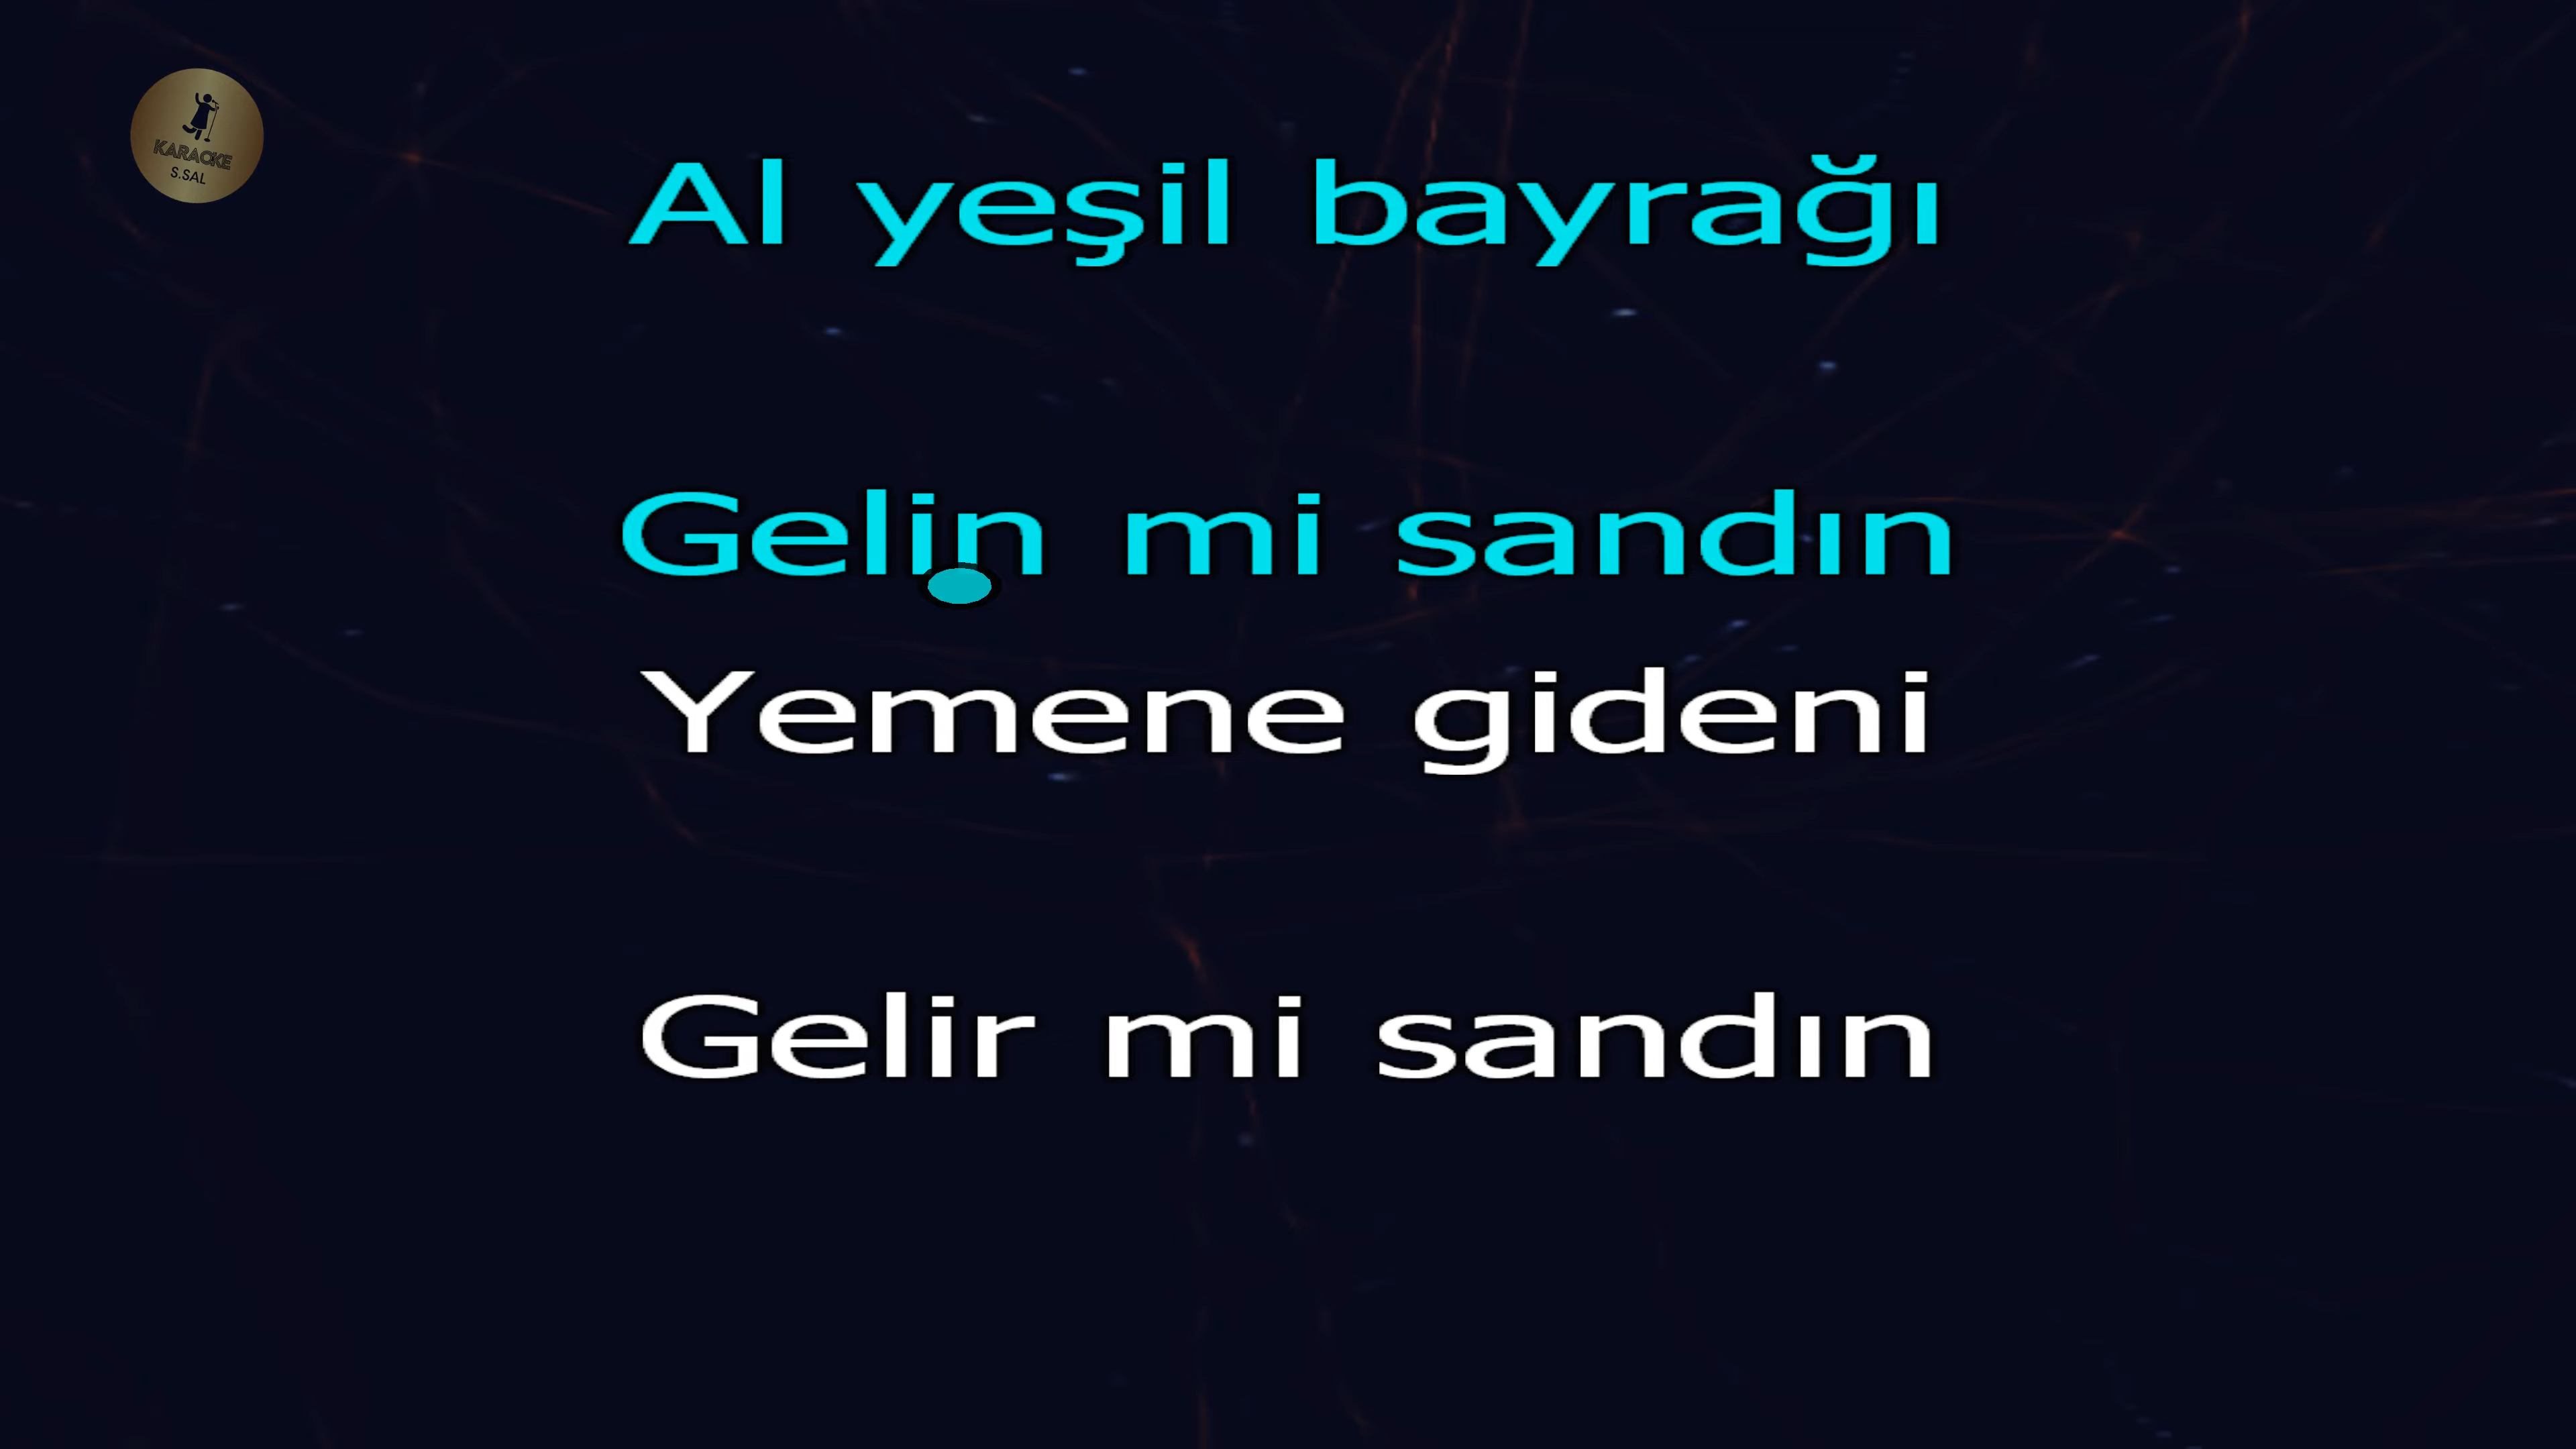 KARAOKE
S.SAL
Al yeşil bayrağı
Gelin mi sandın
Yemene gideni
Gelir mi sandın